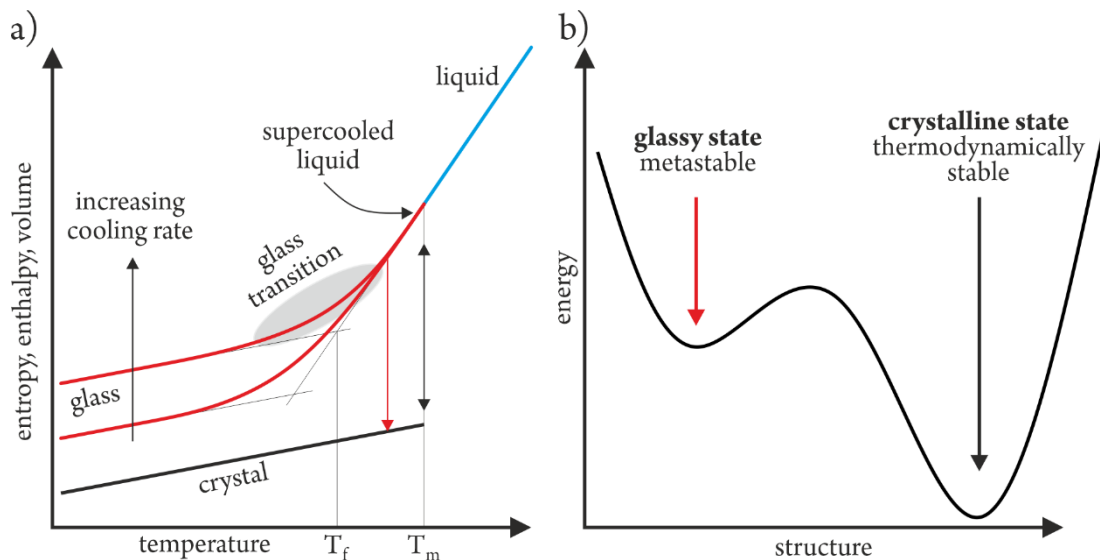 a)
entropy, enthalpy, volume
increasing
cooling rate
glass
transition
supercooled
liquid
liquid
glass
crystal
temperature
T_f
T_m
b)
energy
glassy state
metastable
crystalline state
thermodynamically
stable
structure